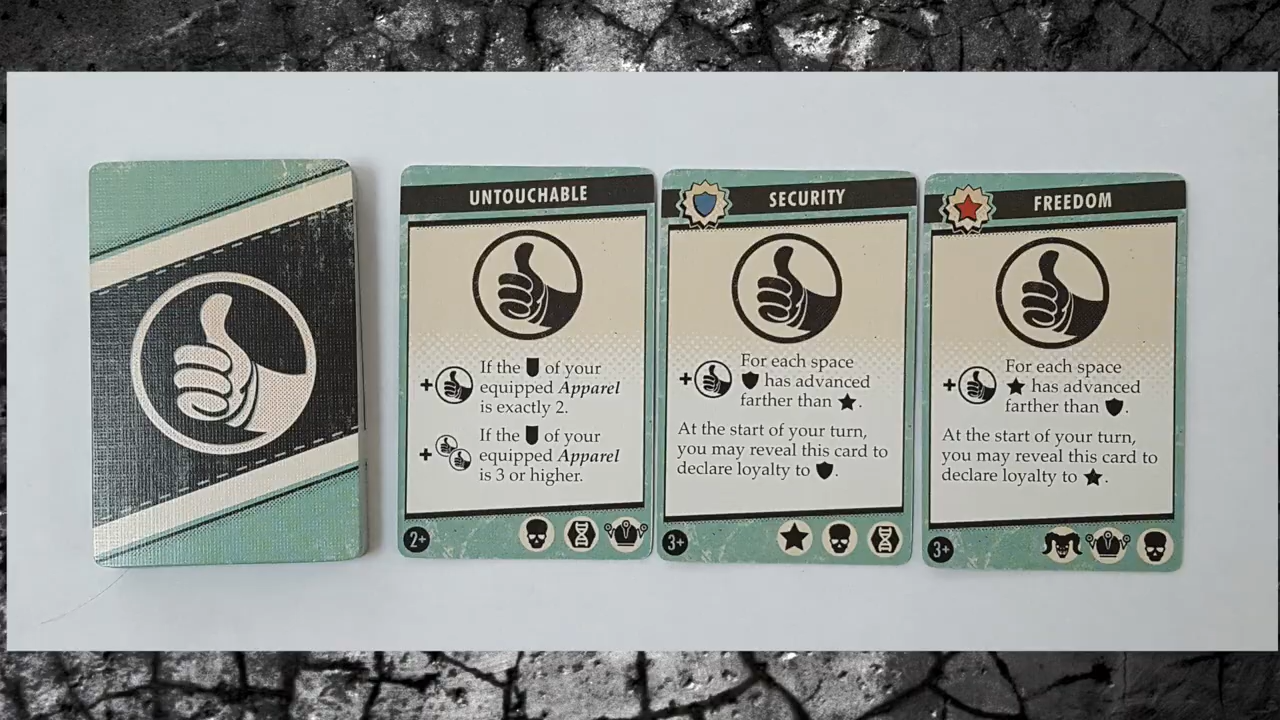 UNTOUCHABLE
If the of your
equipped Apparel
is exactly 2.
+
If the of your
equipped Apparel
is 3 or higher.
+
2+
SECURITY
For each space
has advanced
farther than .
+
At the start of your turn,
you may reveal this card to
declare loyalty to .
3+
FREEDOM
For each space
has advanced
farther than .
+
At the start of your turn,
you may reveal this card to
declare loyalty to .
3+